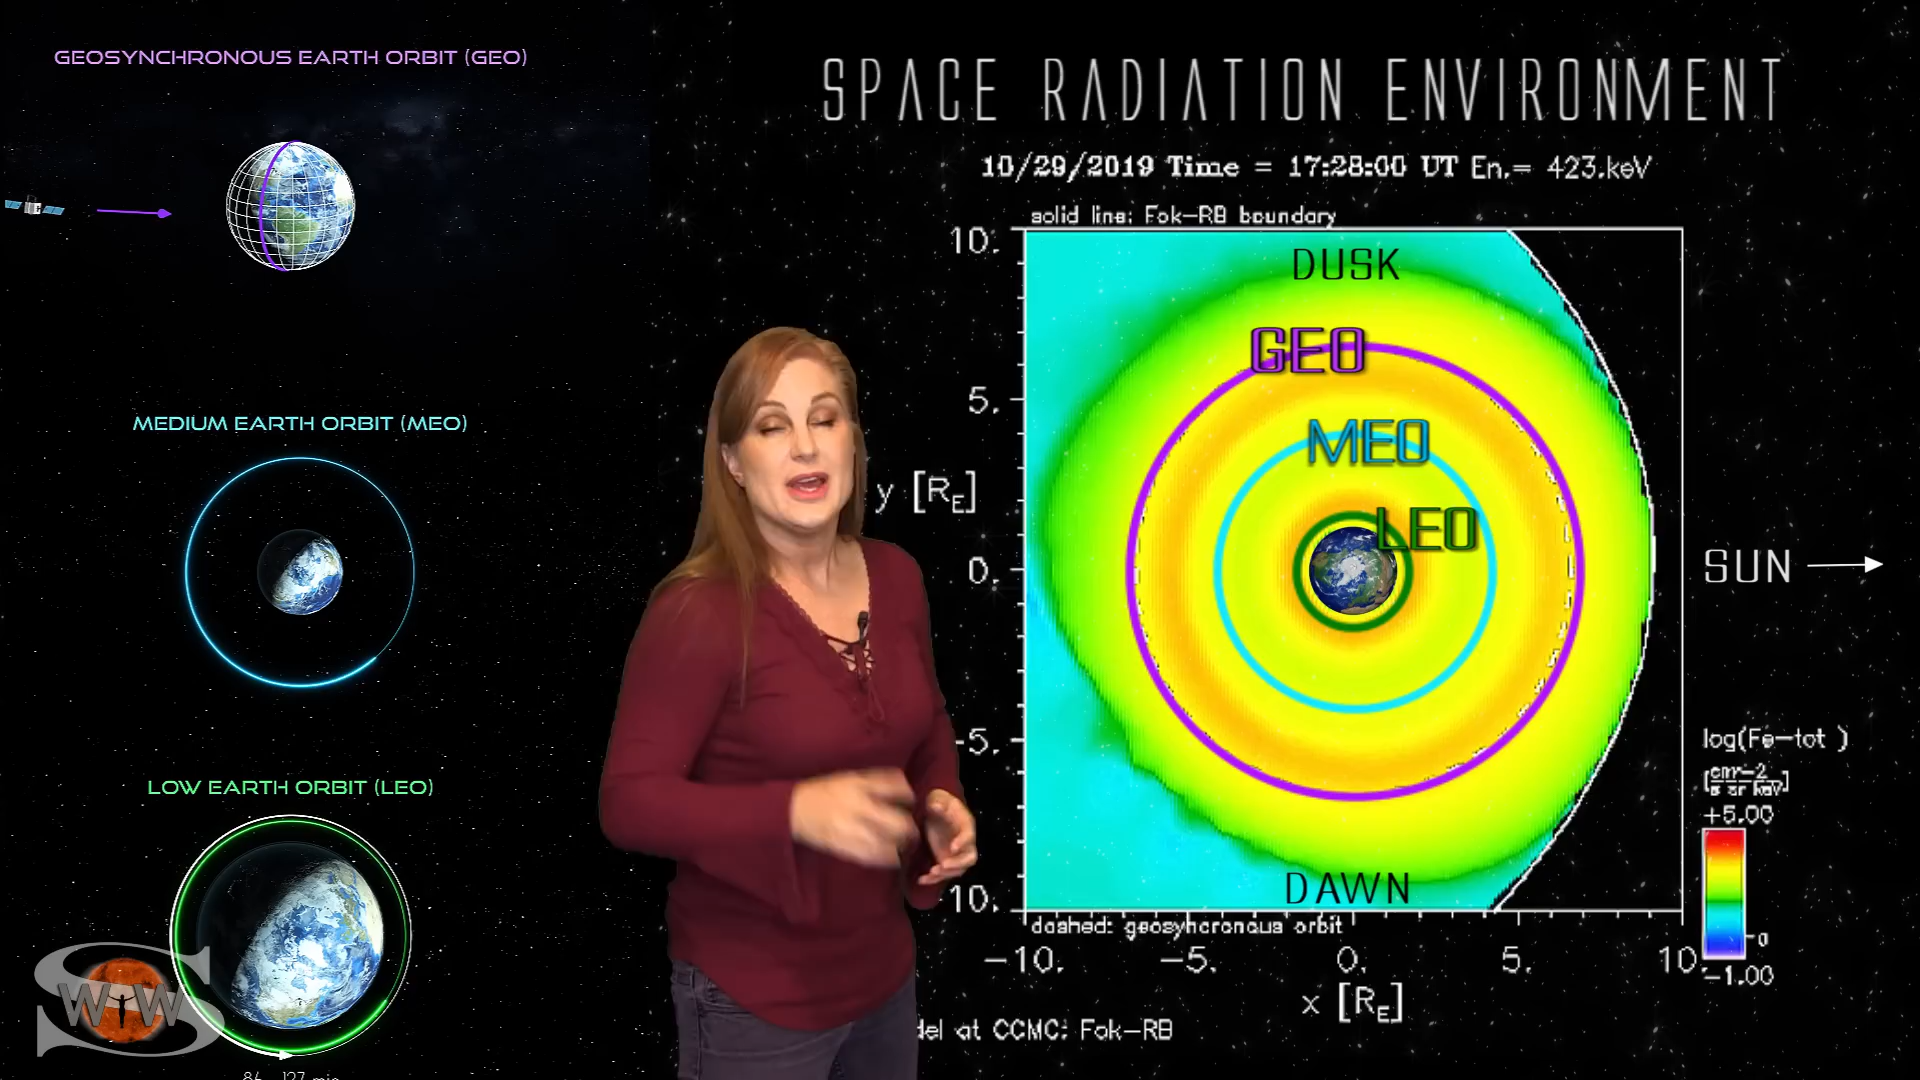 GEOSYNCHRONOUS EARTH ORBIT (GEO)
MEDIUM EARTH ORBIT (MEO)
LOW EARTH ORBIT (LEO)
SWW
SPACE RADIATION ENVIRONMENT
10/29/2019 Time = 17:28:00 UT En.= 423.keV
solid line: Fok-RB boundary
10.
5.
0.
-5.
10.
y [RE]
DUSK
GEO
MEO
LEO
DAWN
SUN
dashed: geosyhcronous orbit
-10. -5. 0. 5. 10.
x [RE]
del at CCMC: Fok-RB
log(Fe-tot )
+5.00
0
-1.00